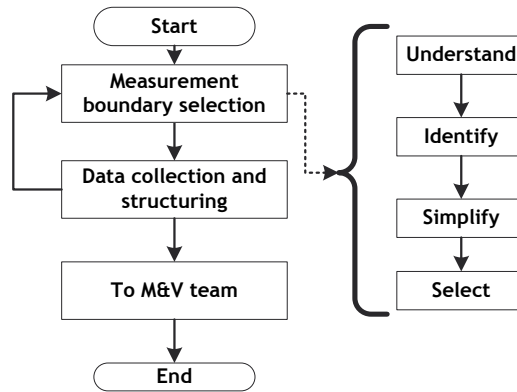 Start
Measurement
boundary selection
Data collection and
structuring
To M&V team
End
Understand
Identify
Simplify
Select